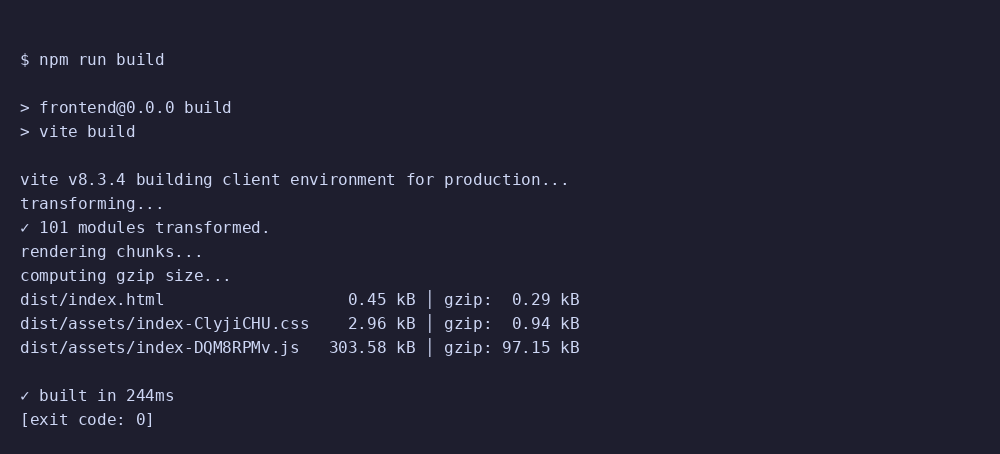 $ npm run build
> frontend@0.0.0 build
> vite build
vite v8.3.4 building client environment for production...
transforming...
✓ 101 modules transformed.
rendering chunks...
computing gzip size...
dist/index.html                   0.45 kB │ gzip:  0.29 kB
dist/assets/index-ClyjiCHU.css    2.96 kB │ gzip:  0.94 kB
dist/assets/index-DQM8RPMv.js   303.58 kB │ gzip: 97.15 kB
✓ built in 244ms
[exit code: 0]